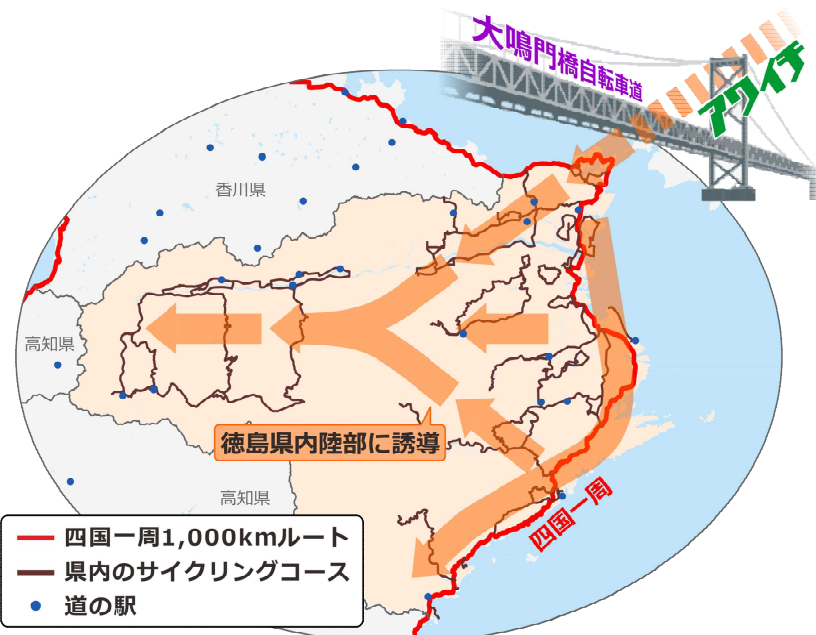 大鳴門橋自転車道
アワイチ
香川県
高知県
徳島県内陸部に誘導
高知県
四国一周
四国一周1,000kmルート
県内のサイクリングコース
道の駅